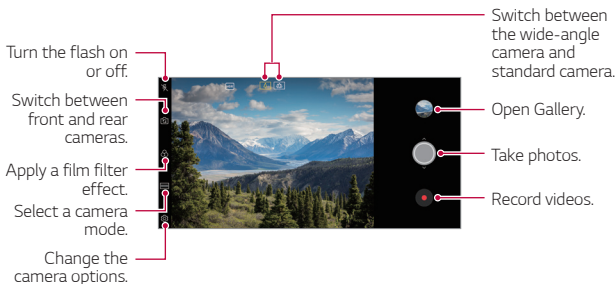 Turn the flash on
or off.
Switch between
front and rear
cameras.
Apply a film filter
effect.
Select a camera
mode.
Change the
camera options.
Switch between
the wide-angle
camera and
standard camera.
Open Gallery.
Take photos.
Record videos.